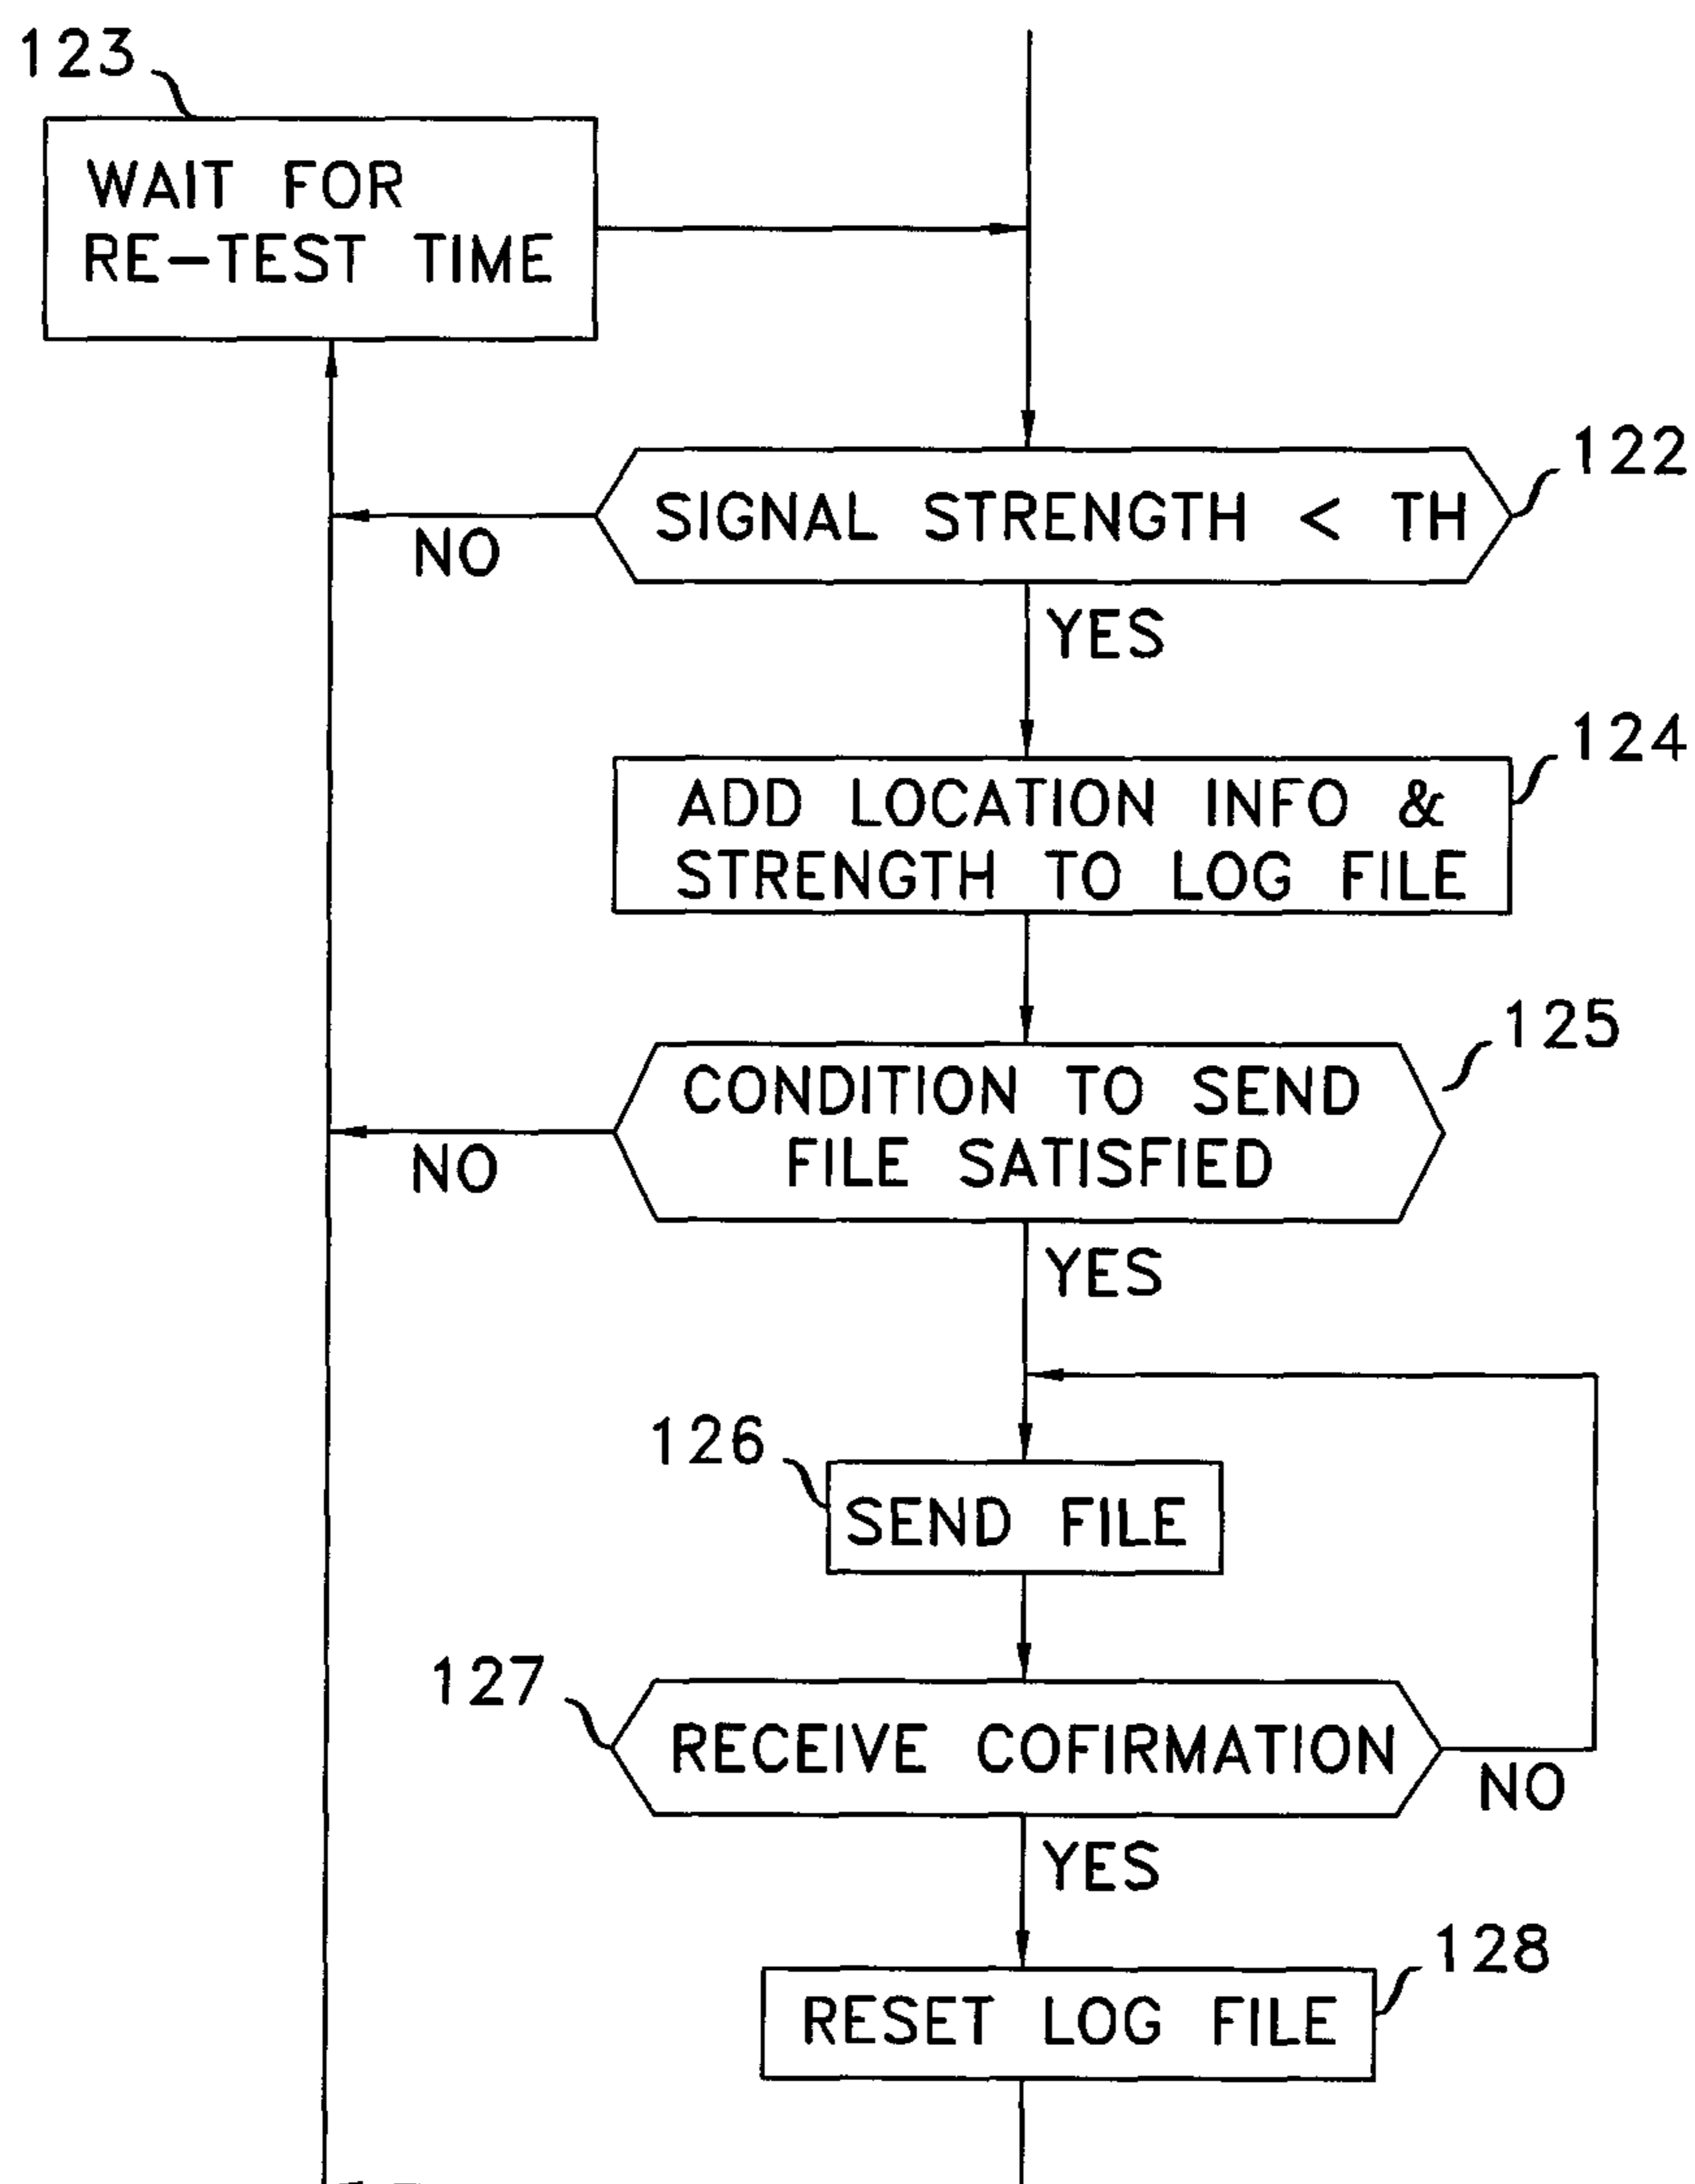 123
WAIT FOR
RE-TEST TIME
122
SIGNAL STRENGTH < TH
NO
YES
124
ADD LOCATION INFO &
STRENGTH TO LOG FILE
125
CONDITION TO SEND
FILE SATISFIED
NO
YES
126
SEND FILE
127
RECEIVE COFIRMATION
NO
YES
128
RESET LOG FILE